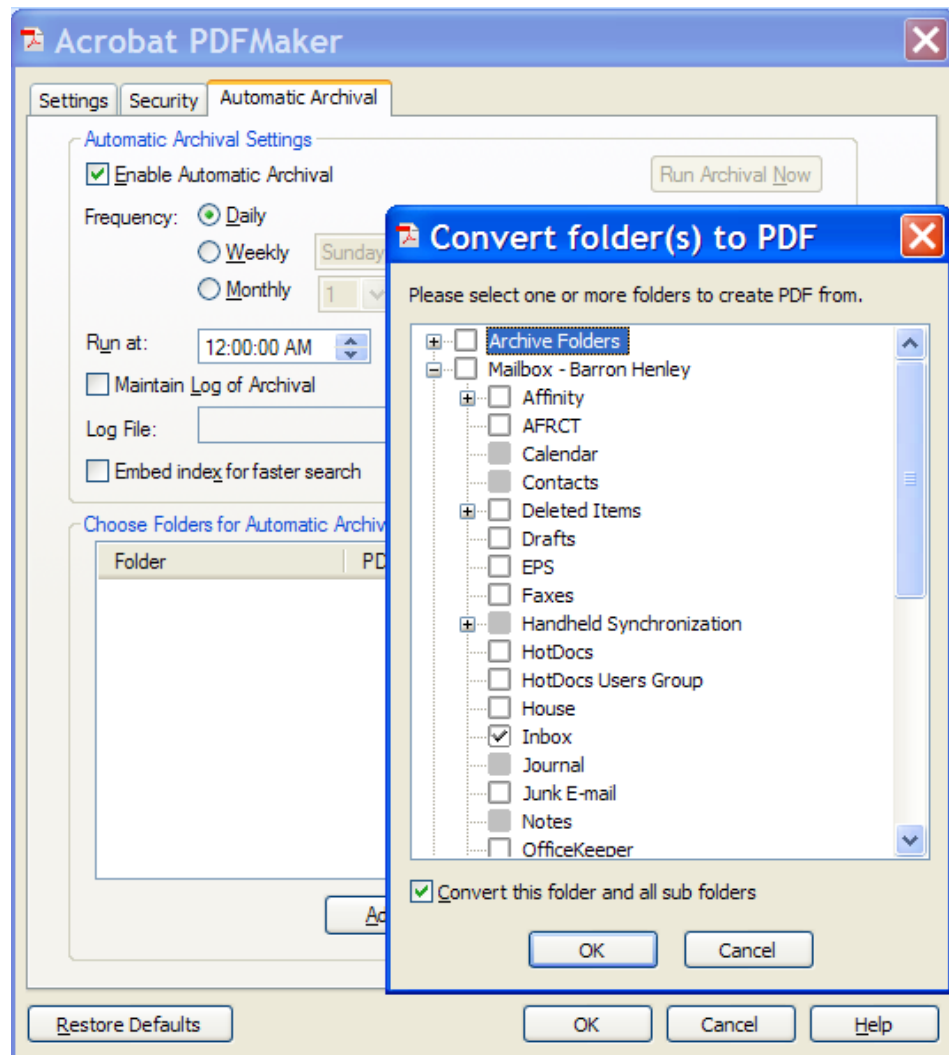 Acrobat PDFMaker
Settings Security Automatic Archival
Automatic Archival Settings
Enable Automatic Archival Run Archival Now
Frequency: Daily
Weekly Sunday
Monthly 1
Run at: 12:00:00 AM
Maintain Log of Archival
Log File:
Embed index for faster search
Choose Folders for Automatic Archiv
Folder PD
Ad
Restore Defaults OK Cancel Help
Convert folder(s) to PDF
Please select one or more folders to create PDF from.
Archive Folders
Mailbox - Barron Henley
Affinity
AFRCT
Calendar
Contacts
Deleted Items
Drafts
EPS
Faxes
Handheld Synchronization
HotDocs
HotDocs Users Group
House
Inbox
Journal
Junk E-mail
Notes
OfficeKeeper
Convert this folder and all sub folders
OK Cancel